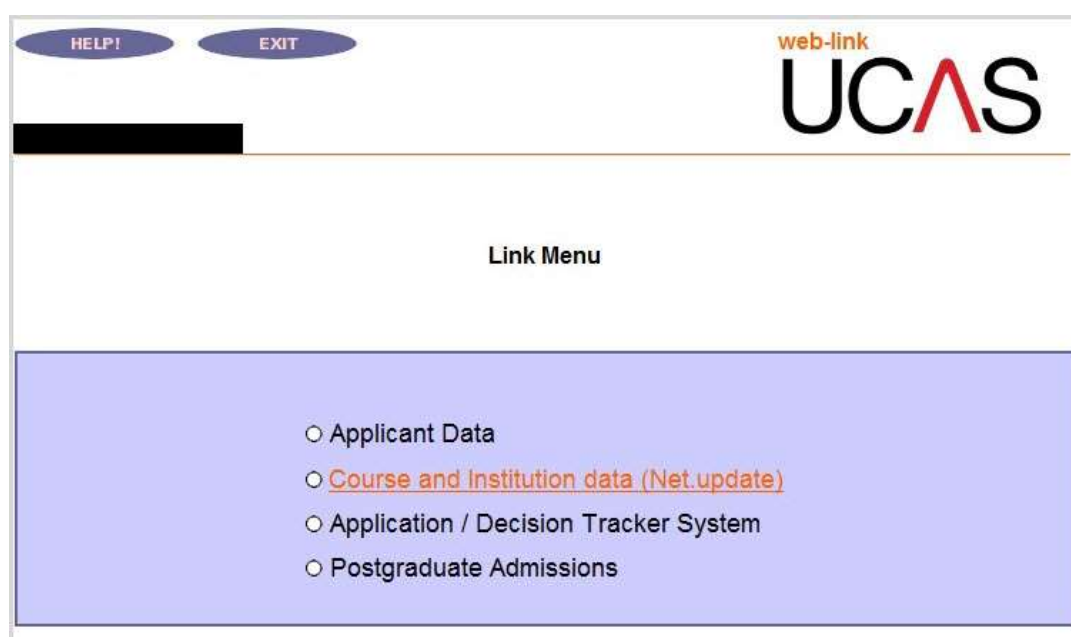 HELP!
EXIT
web-link
UCAS
Link Menu
Applicant Data
Course and Institution data (Net.update)
Application / Decision Tracker System
Postgraduate Admissions